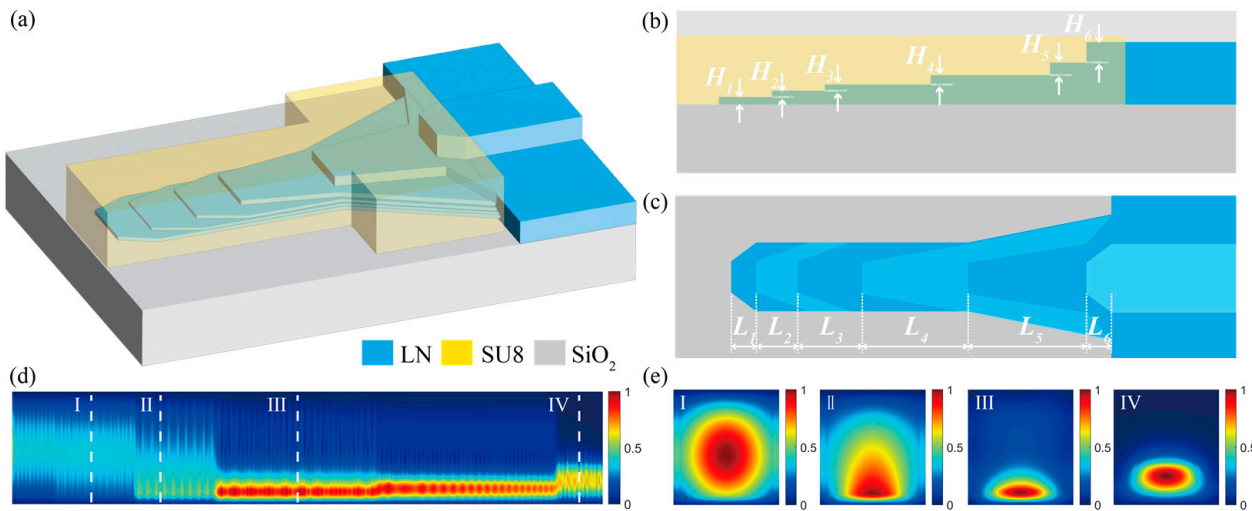 (a)
LN SU8 SiO₂
(b)
H₁ H₂ H₃ H₄ H₅ H₆
(c)
L₁ L₂ L₃ L₄ L₅ L₆
(d)
I II III IV
1
0.5
0
(e)
I II III IV
1 1 1 1
0.5 0.5 0.5 0.5
0 0 0 0